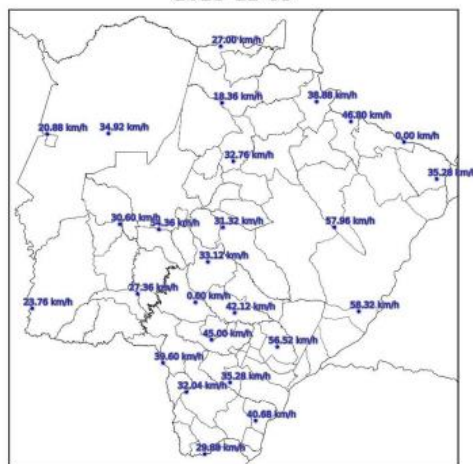 27.00 km/h
18.36 km/h
38.88 km/h
46.80 km/h
20.88 km/h
34.92 km/h
0.00 km/h
32.76 km/h
35.28 km/h
30.60 km/h
31.32 km/h
57.96 km/h
33.12 km/h
27.36 km/h
23.76 km/h
0.00 km/h
42.12 km/h
58.32 km/h
45.00 km/h
56.52 km/h
39.60 km/h
35.28 km/h
32.04 km/h
40.68 km/h
29.88 km/h